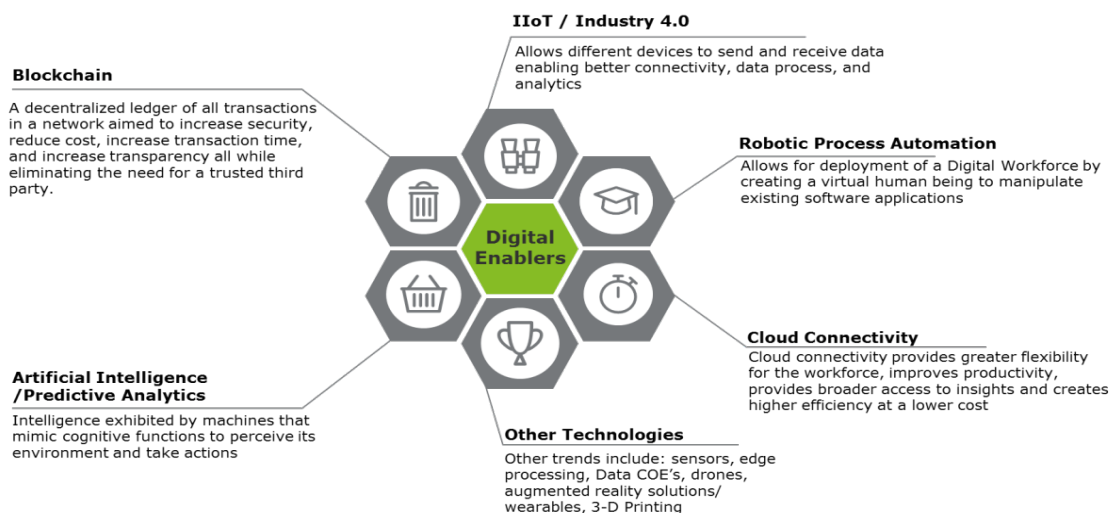 IIoT / Industry 4.0
Allows different devices to send and receive data
enabling better connectivity, data process, and
analytics
Blockchain
A decentralized ledger of all transactions
in a network aimed to increase security,
reduce cost, increase transaction time,
and increase transparency all while
eliminating the need for a trusted third
party.
Robotic Process Automation
Allows for deployment of a Digital Workforce by
creating a virtual human being to manipulate
existing software applications
Digital
Enablers
Cloud Connectivity
Cloud connectivity provides greater flexibility
for the workforce, improves productivity,
provides broader access to insights and creates
higher efficiency at a lower cost
Artificial Intelligence
/Predictive Analytics
Intelligence exhibited by machines that
mimic cognitive functions to perceive its
environment and take actions
Other Technologies
Other trends include: sensors, edge
processing, Data COE’s, drones,
augmented reality solutions/
wearables, 3-D Printing